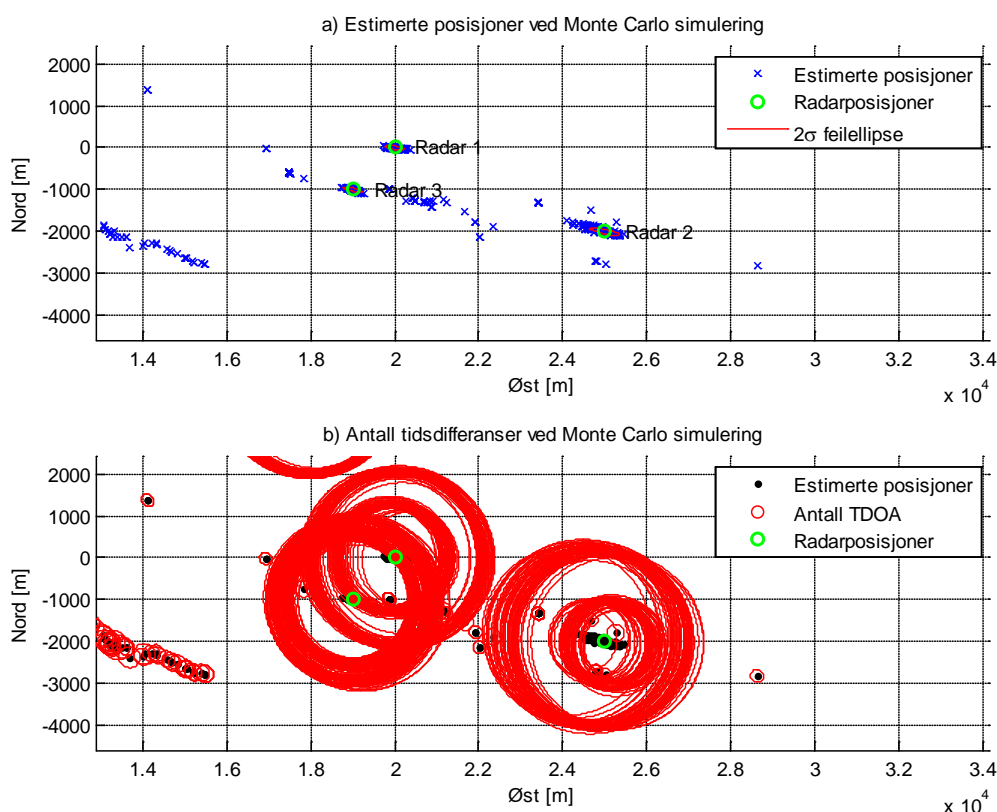 a) Estimerte posisjoner ved Monte Carlo simulering
2000
1000
0
-1000
-2000
-3000
-4000
Nord [m]
Estimerte posisjoner
Radarposisjoner
2σ feilellipse
Radar 1
Radar 3
Radar 2
1.4 1.6 1.8 2 2.2 2.4 2.6 2.8 3 3.2 3.4
Øst [m]
x 10^4
b) Antall tidsdifferanser ved Monte Carlo simulering
2000
1000
0
-1000
-2000
-3000
-4000
Nord [m]
Estimerte posisjoner
Antall TDOA
Radarposisjoner
1.4 1.6 1.8 2 2.2 2.4 2.6 2.8 3 3.2 3.4
Øst [m]
x 10^4